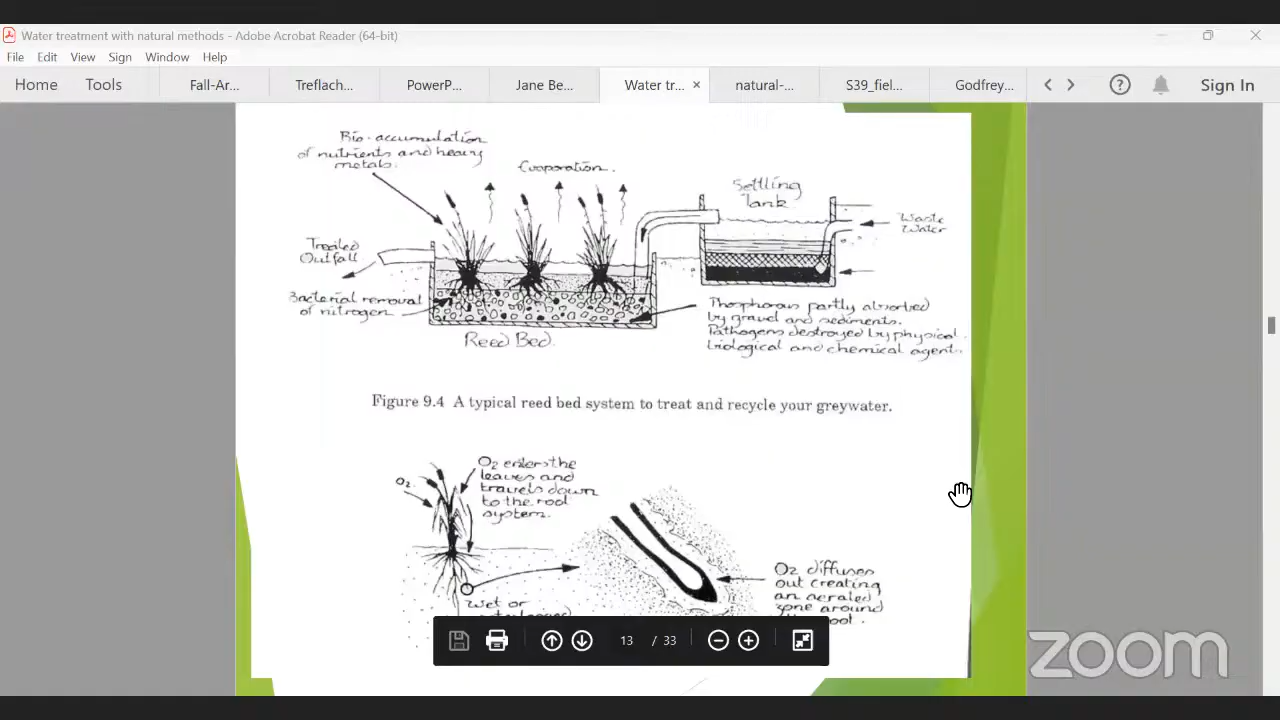 Water treatment with natural methods - Adobe Acrobat Reader (64-bit)
File Edit View Sign Window Help
Home Tools Fall-Ar... Treflach... PowerP... Jane Be... Water tr... natural-... S39_fiel... Godfrey... Sign In
Bio-accumulation
of nutrients and heavy
metals.
Evaporation.
Settling
Tank
Waste
Water
Treated
Outfall
Bacterial removal
of nitrogen
Reed Bed.
Phosphorous partly absorbed
by gravel and sediments.
Pathogens destroyed by physical
biological and chemical agents.
Figure 9.4 A typical reed bed system to treat and recycle your greywater.
O2
O2 enters the
leaves and
travels down
to the root
system.
O2 diffuses
out creating
an aerated
zone around
Wet or
13 / 33
zoom